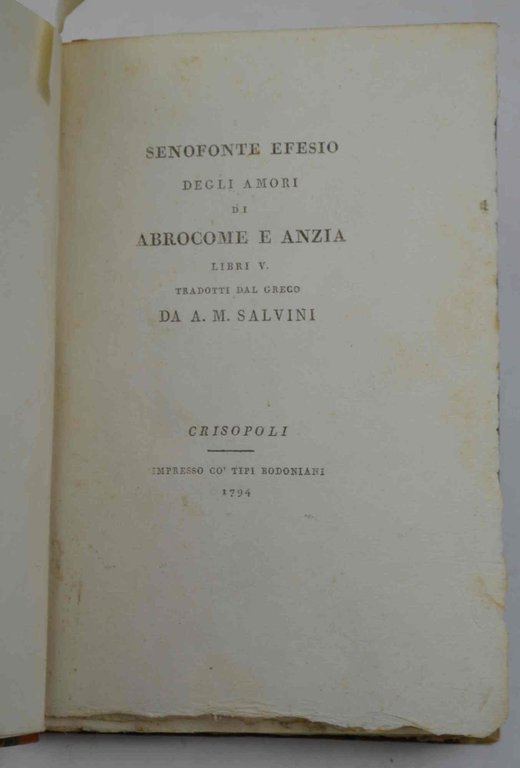 SENOFONTE EFESIO
DEGLI AMORI
DI
ABROCOME E ANZIA
LIBRI V.
TRADOTTI DAL GRECO
DA A. M. SALVINI
CRISOPOLI
IMPRESSO CO' TIPI BODONIANI
1794